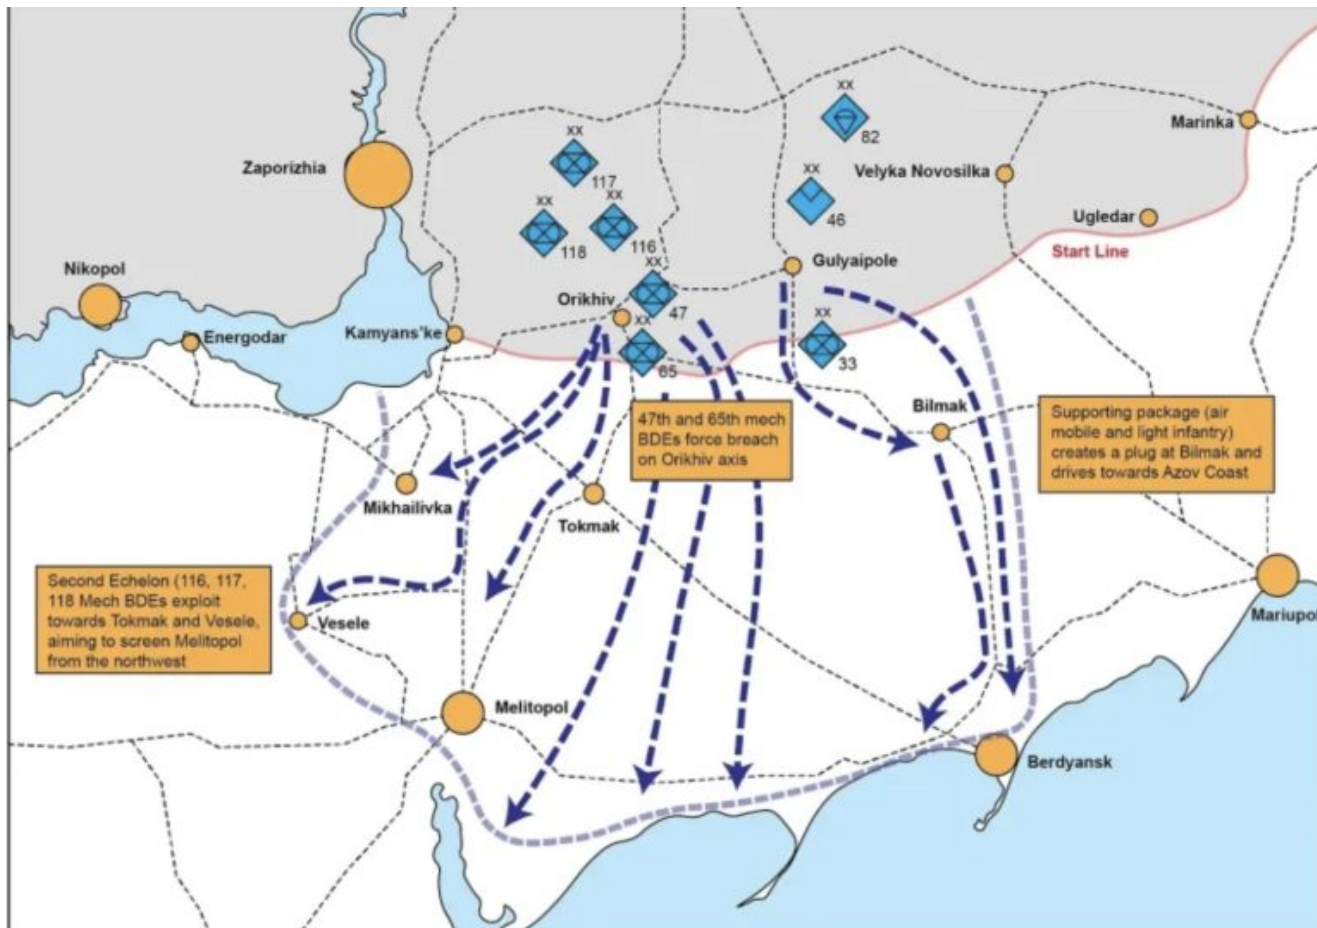 xx
82
Marinka
xx
117
Zaporizhia
Velyka Novosilka
xx
46
xx
118
xx
116
Ugledar
Start Line
Gulyaipole
Nikopol
xx
47
Orikhiv
Energodar
Kamyans'ke
xx
65
xx
33
47th and 65th mech
BDEs force breach
on Orikhiv axis
Bilmak
Supporting package (air
mobile and light infantry)
creates a plug at Bilmak and
drives towards Azov Coast
Mikhailivka
Tokmak
Second Echelon (116, 117,
118 Mech BDEs exploit
towards Tokmak and Vesele,
aiming to screen Melitopol
from the northwest
Vesele
Mariupol
Melitopol
Berdyansk